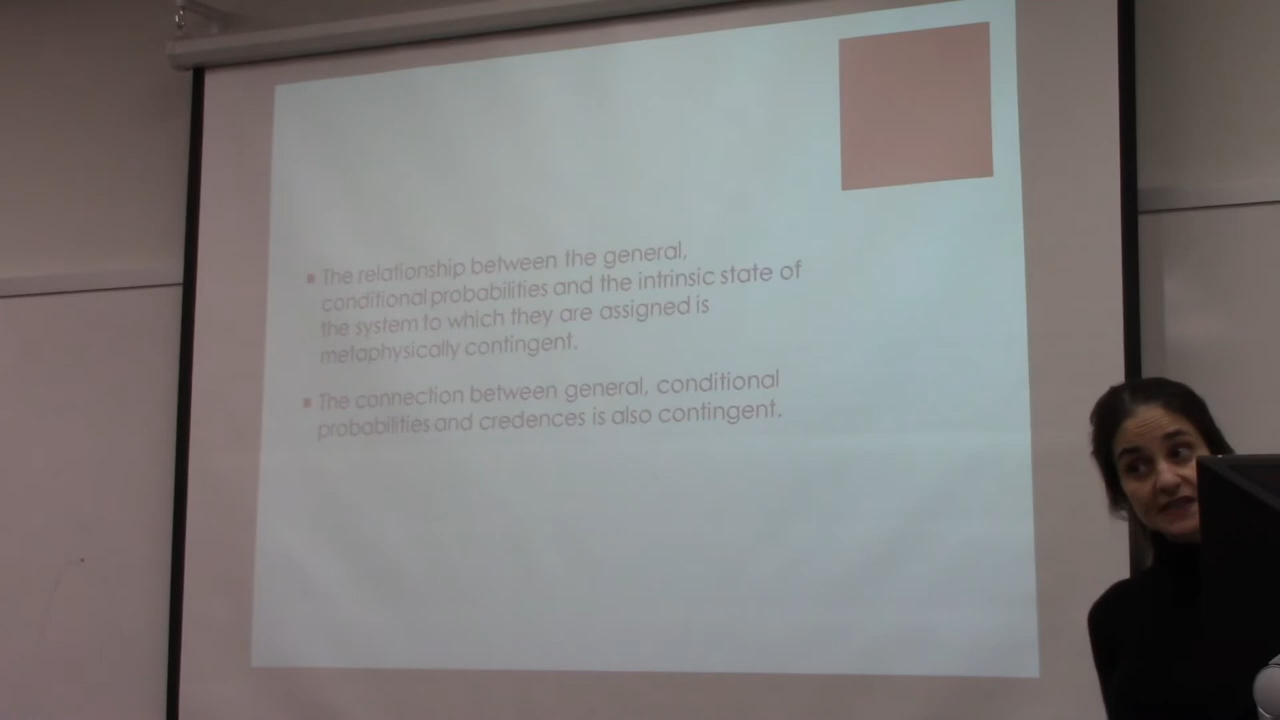 The relationship between the general,
conditional probabilities and the intrinsic state of
the system to which they are assigned is
metaphysically contingent.
The connection between general, conditional
probabilities and credences is also contingent.